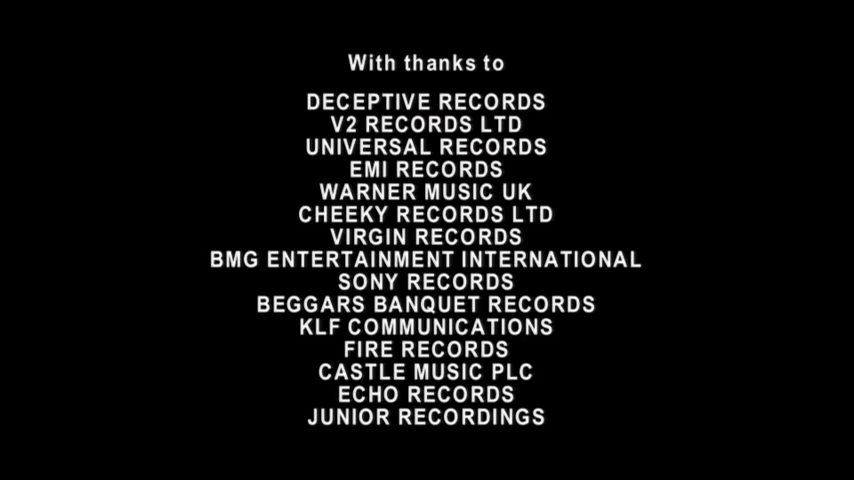 With thanks to
DECEPTIVE RECORDS
V2 RECORDS LTD
UNIVERSAL RECORDS
EMI RECORDS
WARNER MUSIC UK
CHEEKY RECORDS LTD
VIRGIN RECORDS
BMG ENTERTAINMENT INTERNATIONAL
SONY RECORDS
BEGGARS BANQUET RECORDS
KLF COMMUNICATIONS
FIRE RECORDS
CASTLE MUSIC PLC
ECHO RECORDS
JUNIOR RECORDINGS